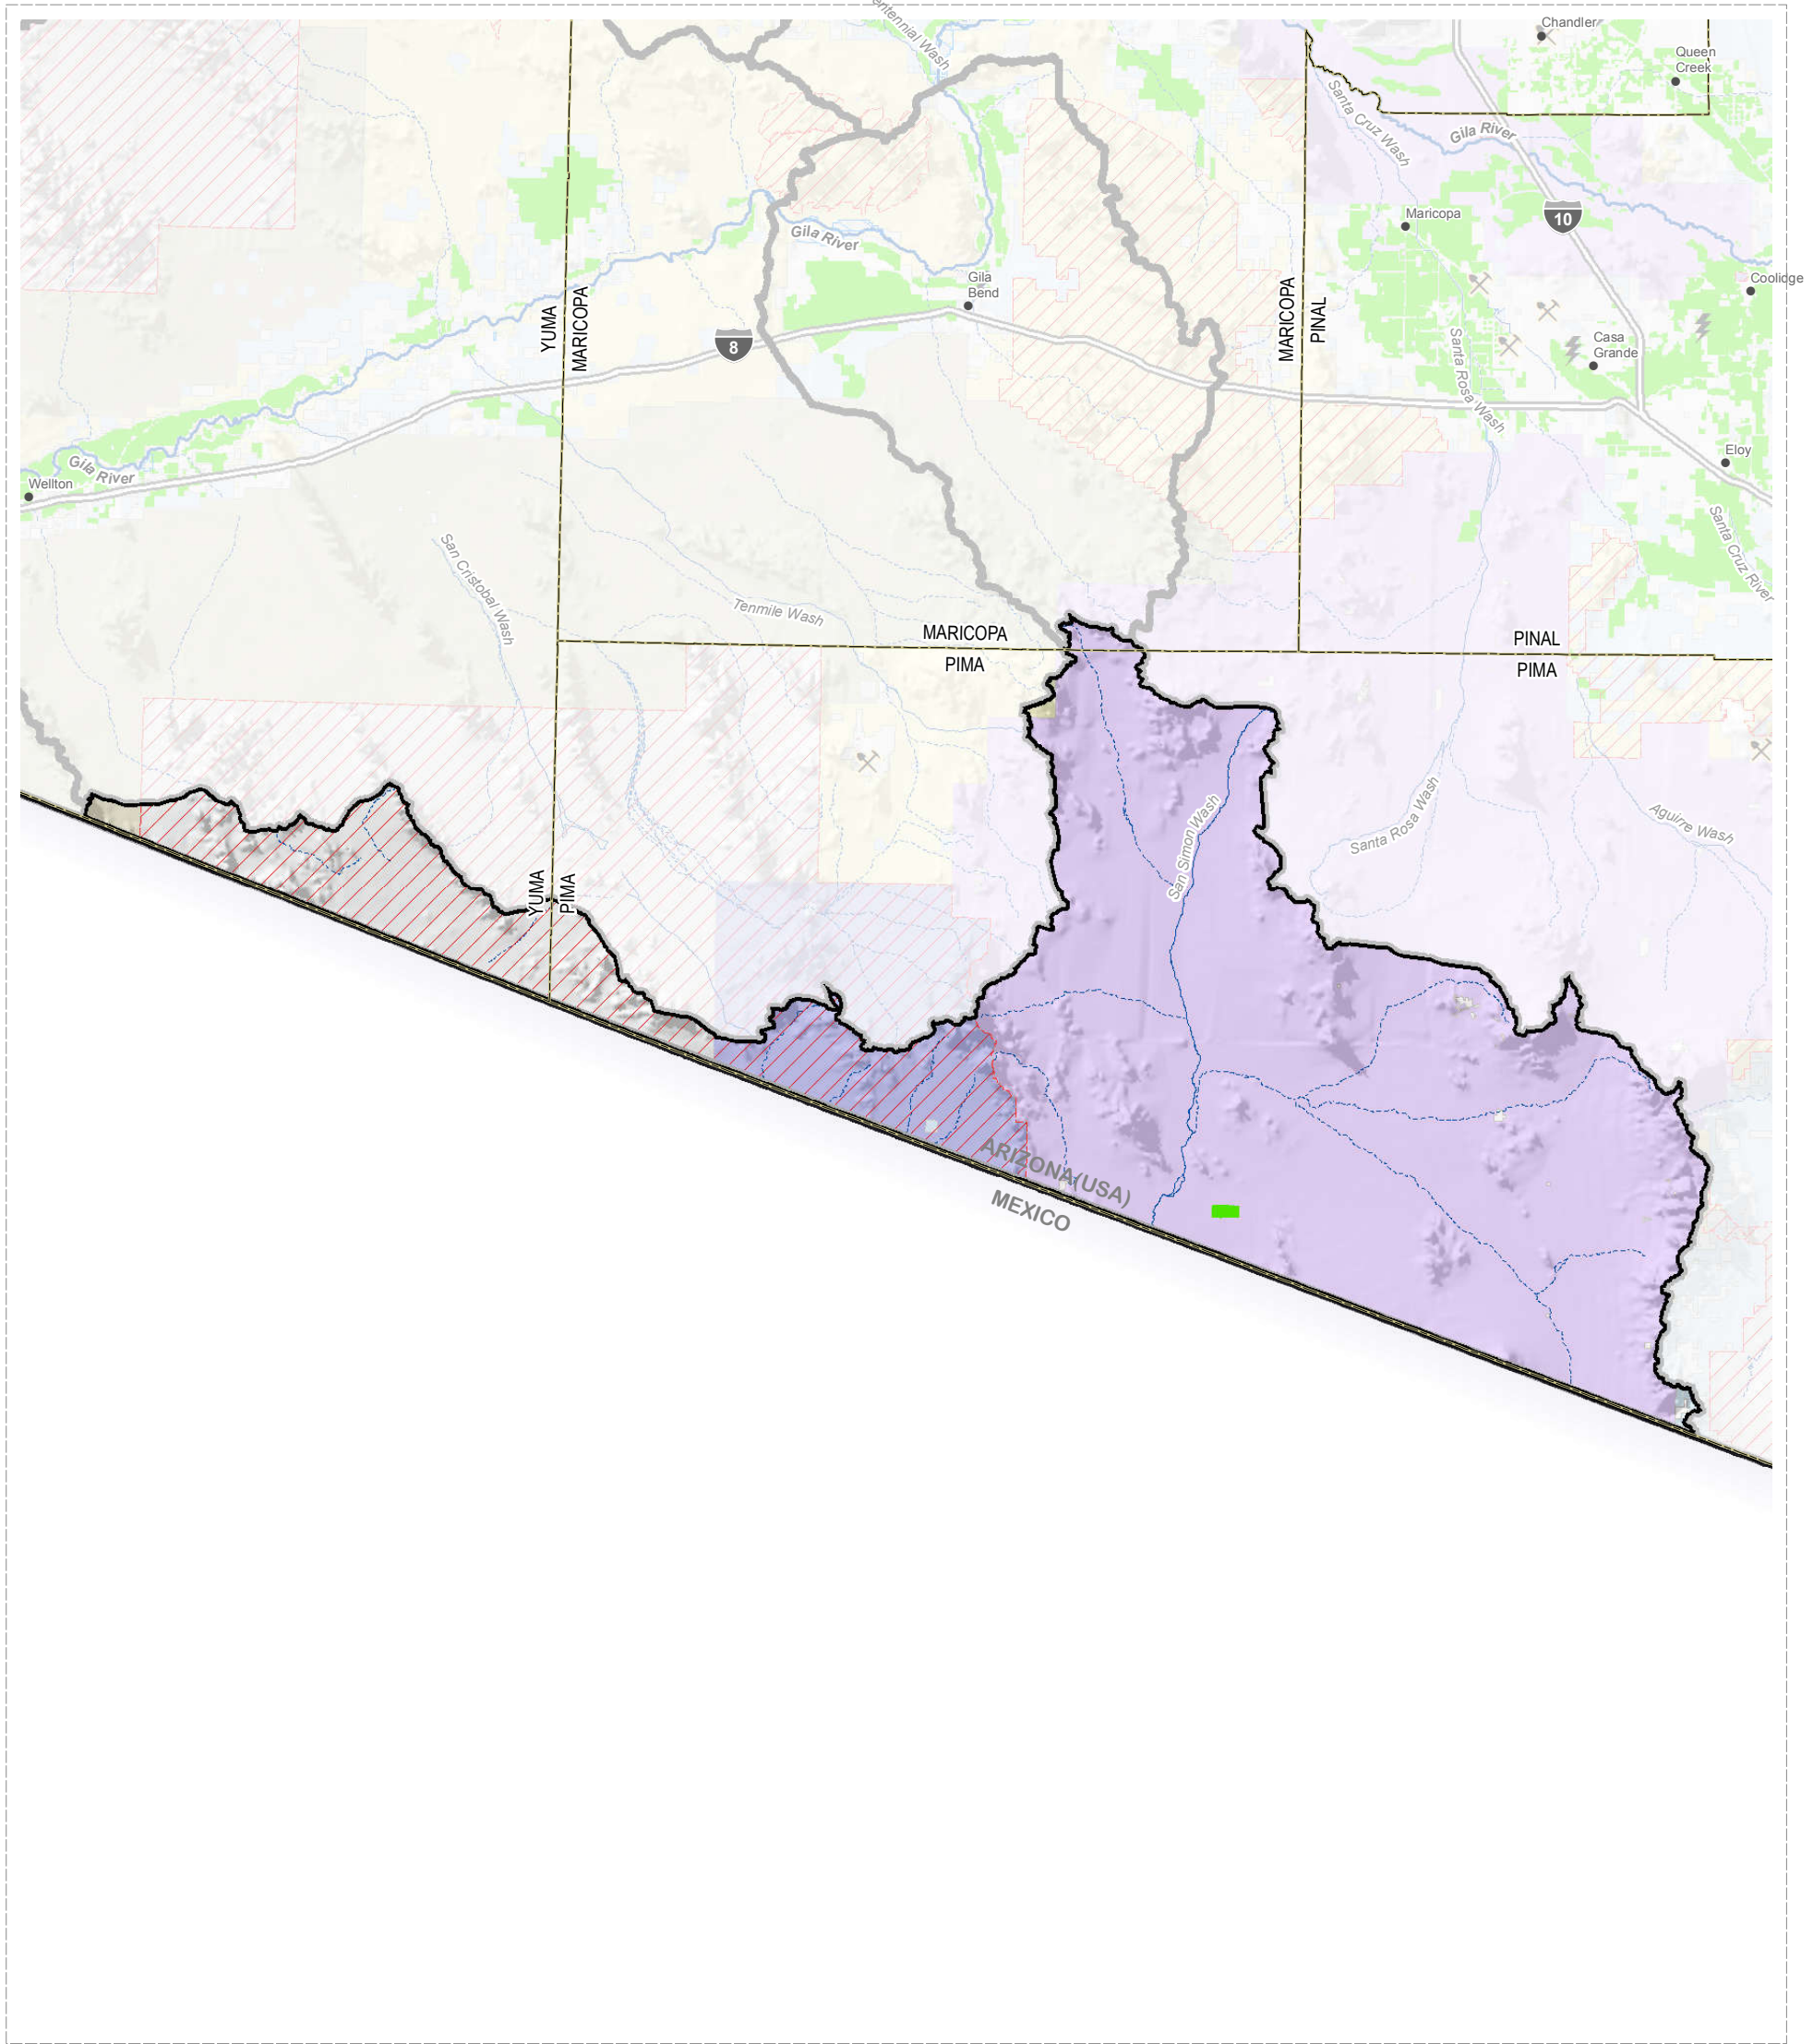 entennial Wash
Chandler
Queen
Creek
Santa Cruz Wash
Gila River
Maricopa
10
Gila River
Gila
Bend
Coolidge
YUMA
MARICOPA
MARICOPA
PINAL
8
Casa
Grande
Santa Rosa Wash
Eloy
Gila River
Wellton
Santa Cruz River
San Cristobal Wash
Tenmile Wash
MARICOPA
PIMA
PINAL
PIMA
San Simon Wash
Santa Rosa Wash
Aguirre Wash
YUMA
PIMA
ARIZONA(USA)
MEXICO